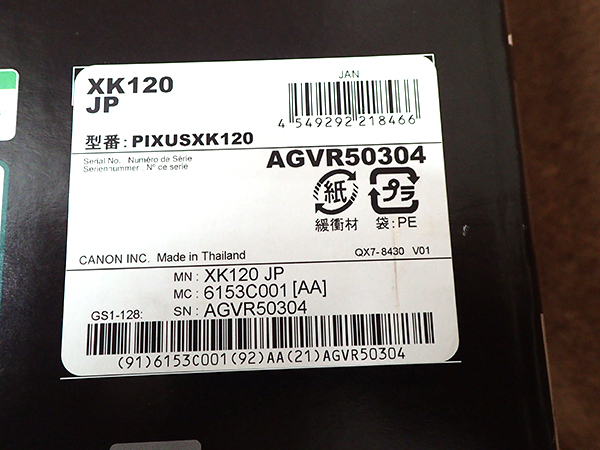 XK120
JP
JAN
4 549292 218466
型番: PIXUSXK120
Serial No. Numéro de Série
Seriennummer. N° ce serie
AGVR50304
紙
プラ
緩衝材 袋:PE
CANON INC. Made in Thailand
QX7-8430 V01
MN: XK120 JP
MC: 6153C001 [AA]
GS1-128: SN: AGVR50304
(91)6153C001(92)AA(21)AGVR50304